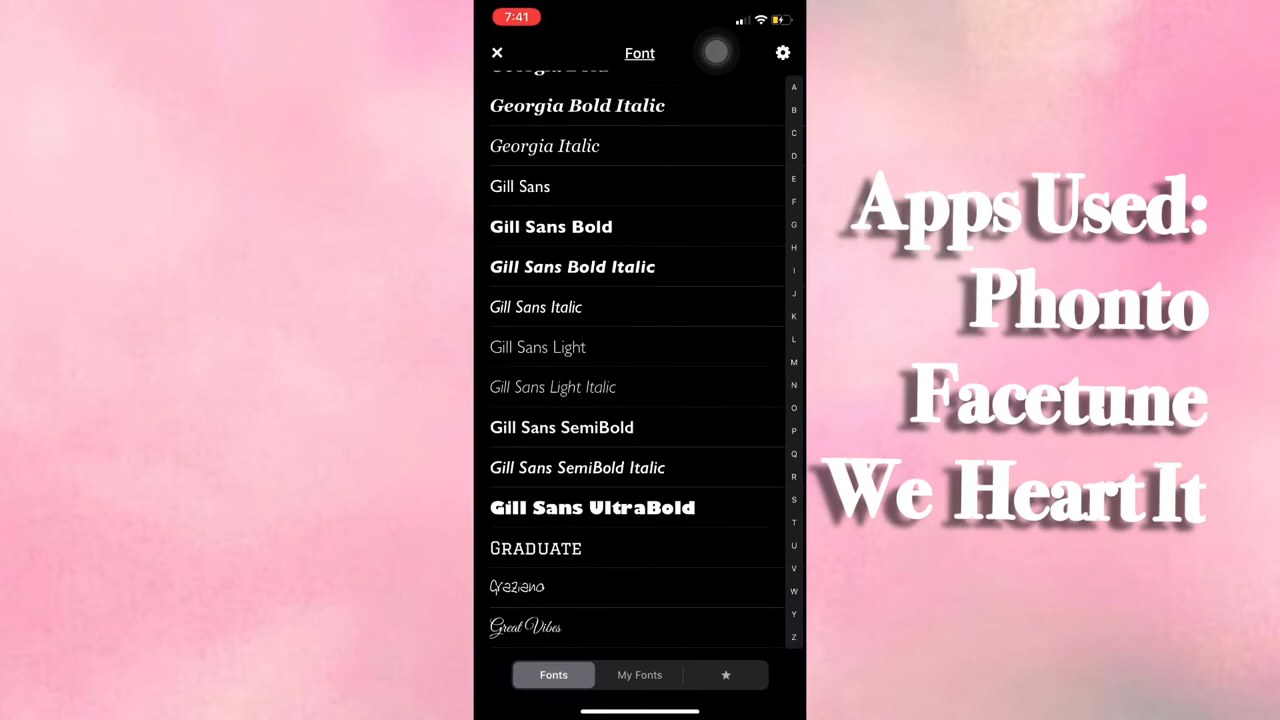 7:41
Font
Georgia Bold
Georgia Bold Italic
Georgia Italic
Gill Sans
Gill Sans Bold
Gill Sans Bold Italic
Gill Sans Italic
Gill Sans Light
Gill Sans Light Italic
Gill Sans SemiBold
Gill Sans SemiBold Italic
Gill Sans UltraBold
GRADUATE
Graziano
Great Vibes
A
B
C
D
E
F
G
H
I
J
K
L
M
N
O
P
Q
R
S
T
U
V
W
Y
Z
Fonts
My Fonts
Apps Used:
Phonto
Facetune
We Heart It